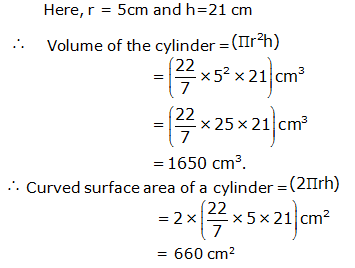 Here, r = 5cm and h=21 cm
∴ Volume of the cylinder = (Πr²h)
= (22/7 × 5² × 21) cm³
= (22/7 × 25 × 21) cm³
= 1650 cm³.
∴ Curved surface area of a cylinder = (2Πrh)
= 2 × (22/7 × 5 × 21) cm²
= 660 cm²